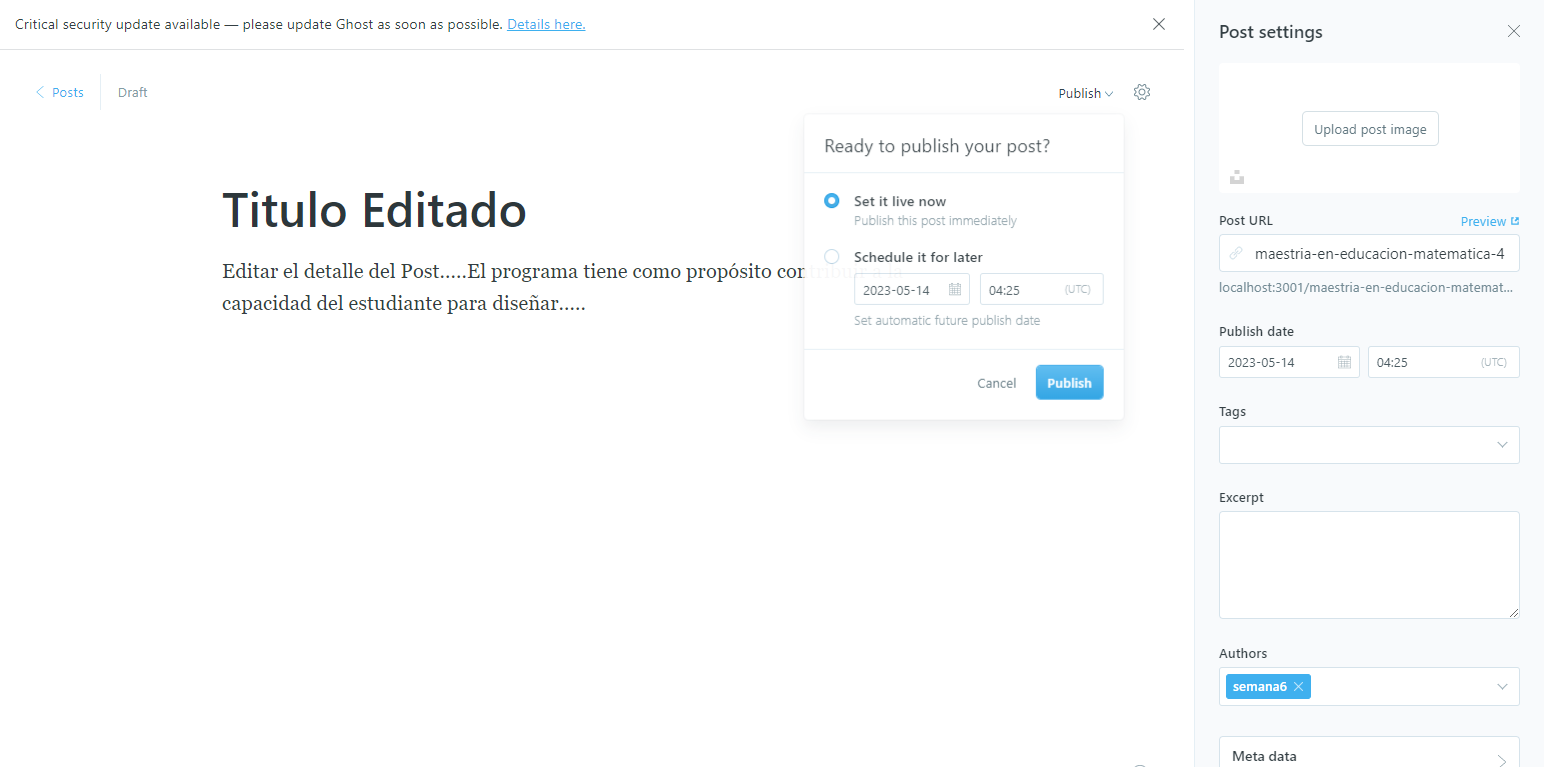 Critical security update available — please update Ghost as soon as possible. Details here.
Posts
Draft
Publish
Titulo Editado
Editar el detalle del Post.....El programa tiene como propósito contribuir a la
capacidad del estudiante para diseñar.....
Ready to publish your post?
Set it live now
Publish this post immediately
Schedule it for later
2023-05-14
04:25
(UTC)
Set automatic future publish date
Cancel
Publish
Post settings
Upload post image
Post URL
Preview
maestria-en-educacion-matematica-4
localhost:3001/maestria-en-educacion-matemat...
Publish date
2023-05-14
04:25
(UTC)
Tags
Excerpt
Authors
semana6
Meta data